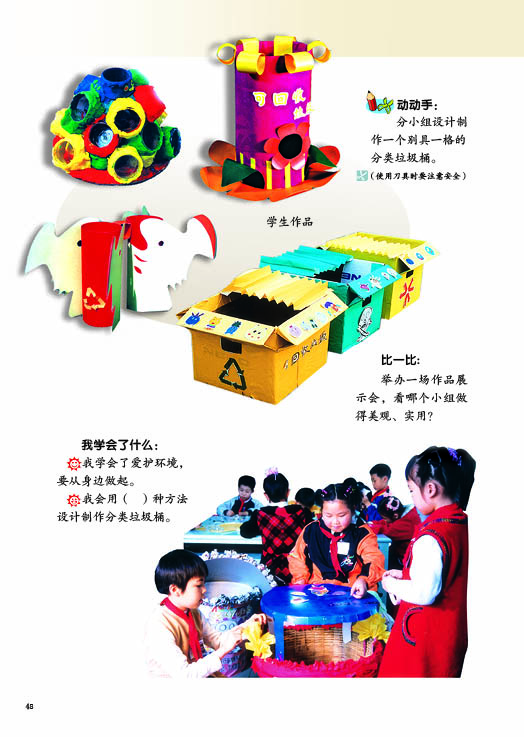 可回收
动动手：
分小组设计制
作一个别具一格的
分类垃圾桶。
（使用刀具时要注意安全）
学生作品
比一比：
举办一场作品展
示会，看哪个小组做
得美观、实用？
我学会了什么：
我学会了爱护环境，
要从身边做起。
我会用（ ）种方法
设计制作分类垃圾桶。
48